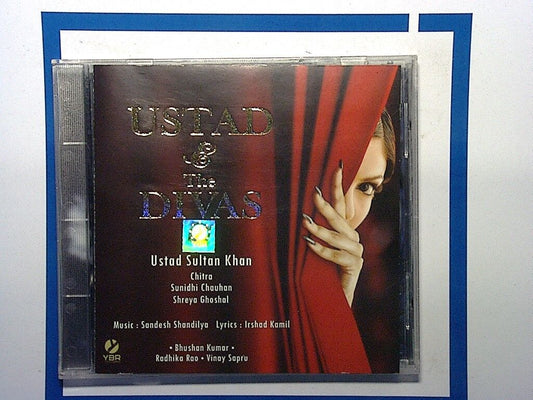 USTAD
&
The
DIVAS
Ustad Sultan Khan
Chitra
Sunidhi Chauhan
Shreya Ghoshal
Music : Sandesh Shandilya Lyrics : Irshad Kamil
• Bhushan Kumar •
Radhika Rao • Vinay Sapru
YBR